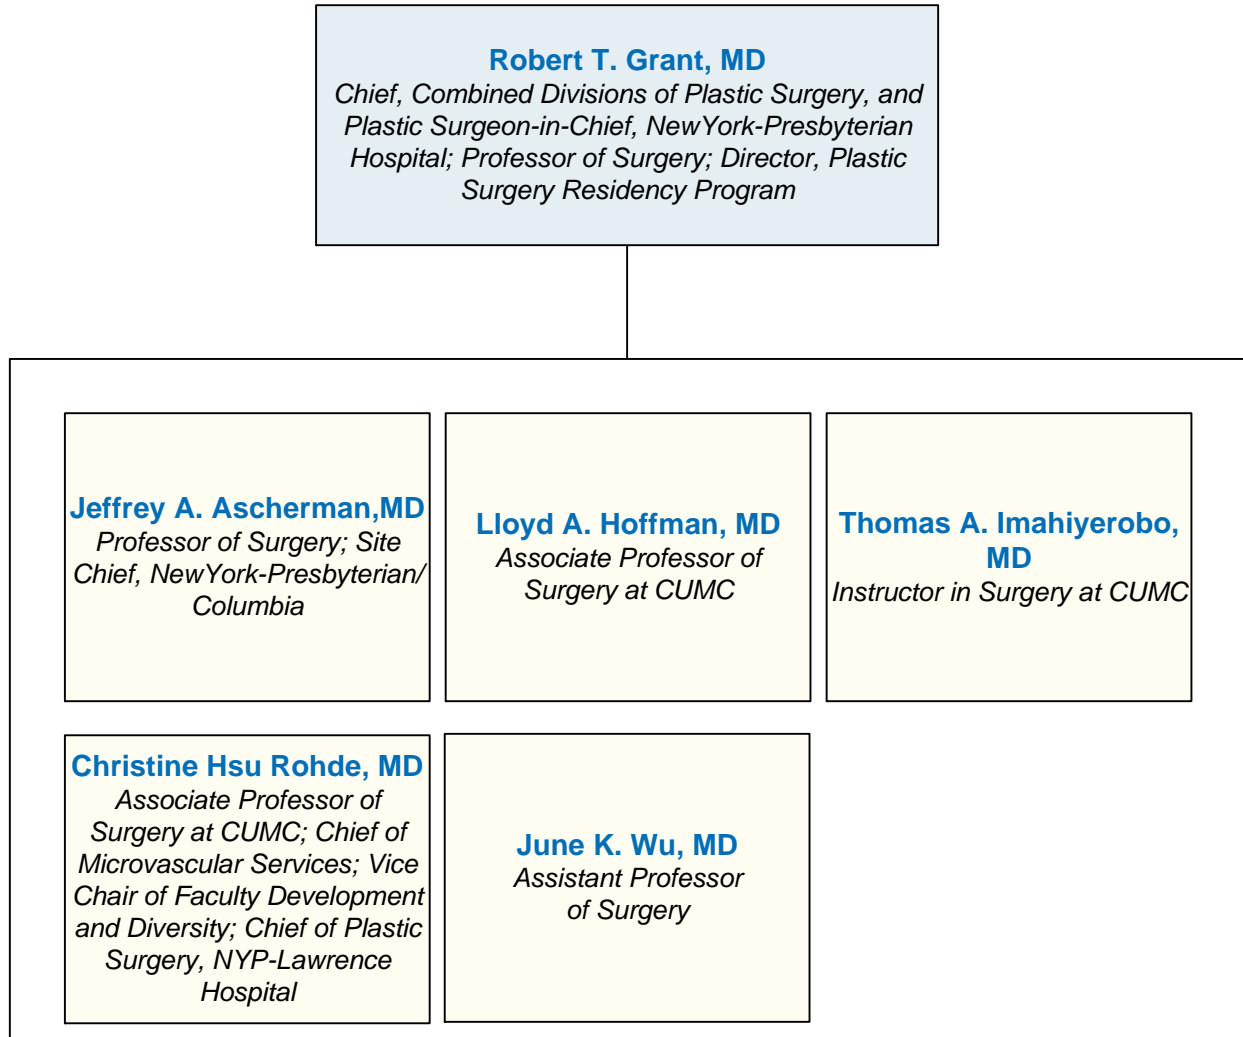 Robert T. Grant, MD
Chief, Combined Divisions of Plastic Surgery, and
Plastic Surgeon-in-Chief, NewYork-Presbyterian
Hospital; Professor of Surgery; Director, Plastic
Surgery Residency Program
Jeffrey A. Ascherman,MD
Professor of Surgery; Site
Chief, NewYork-Presbyterian/
Columbia
Lloyd A. Hoffman, MD
Associate Professor of
Surgery at CUMC
Thomas A. Imahiyerobo,
MD
Instructor in Surgery at CUMC
Christine Hsu Rohde, MD
Associate Professor of
Surgery at CUMC; Chief of
Microvascular Services; Vice
Chair of Faculty Development
and Diversity; Chief of Plastic
Surgery, NYP-Lawrence
Hospital
June K. Wu, MD
Assistant Professor
of Surgery